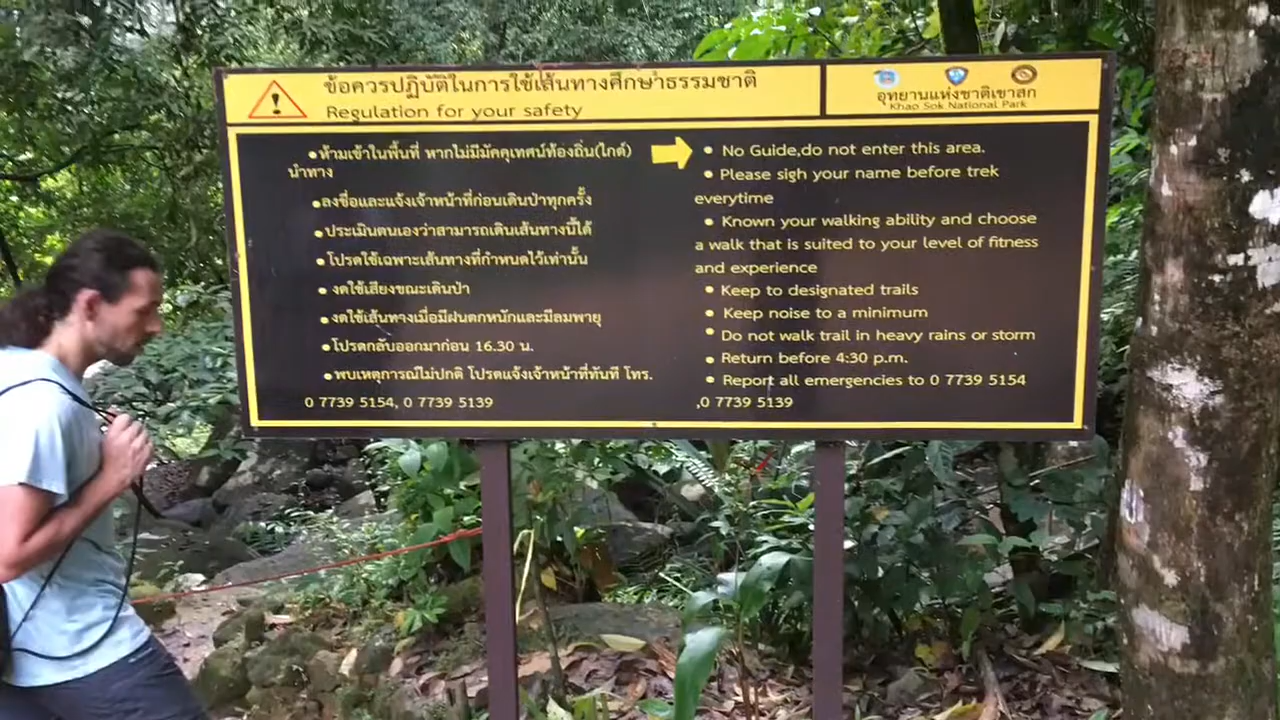 ข้อควรปฏิบัติในการใช้เส้นทางศึกษาธรรมชาติ
Regulation for your safety
อุทยานแห่งชาติเขาสก
Khao Sok National Park
•ห้ามเข้าในพื้นที่ หากไม่มีมัคคุเทศน์ท้องถิ่น(ไกด์)
นำทาง
•ลงชื่อและแจ้งเจ้าหน้าที่ก่อนเดินป่าทุกครั้ง
•ประเมินตนเองว่าสามารถเดินเส้นทางนี้ได้
•โปรดใช้เฉพาะเส้นทางที่กำหนดไว้เท่านั้น
• งดใช้เสียงขณะเดินป่า
•งดใช้เส้นทางเมื่อมีฝนตกหนักและมีลมพายุ
•โปรดกลับออกมาก่อน 16.30 น.
•พบเหตุการณ์ไม่ปกติ โปรดแจ้งเจ้าหน้าที่ทันที โทร.
0 7739 5154, 0 7739 5139
• No Guide,do not enter this area.
• Please sigh your name before trek
everytime
• Known your walking ability and choose
a walk that is suited to your level of fitness
and experience
• Keep to designated trails
• Keep noise to a minimum
• Do not walk trail in heavy rains or storm
• Return before 4:30 p.m.
• Report all emergencies to 0 7739 5154
,0 7739 5139